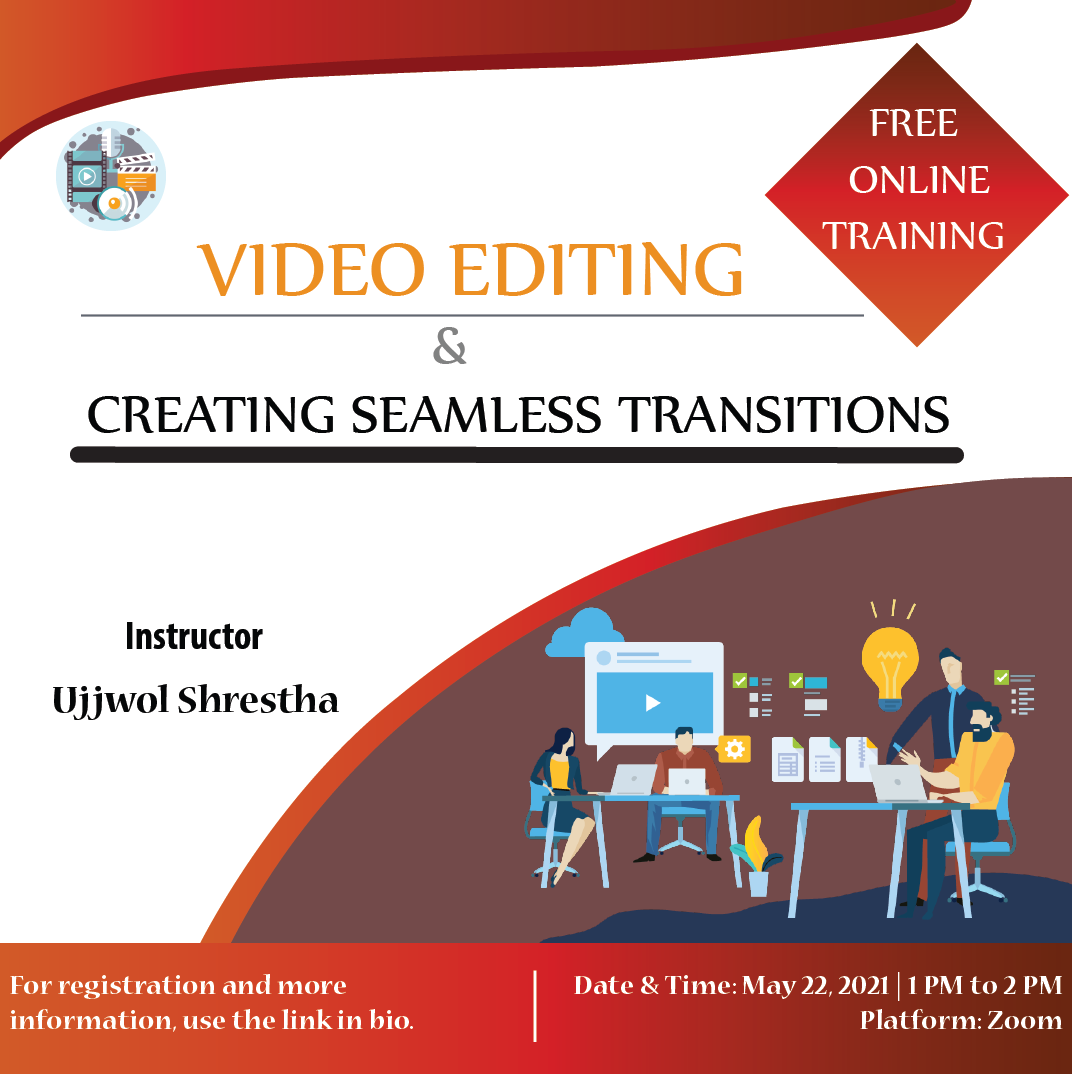 FREE
ONLINE
TRAINING
VIDEO EDITING
&
CREATING SEAMLESS TRANSITIONS
Instructor
Ujjwol Shrestha
For registration and more
information, use the link in bio.
Date & Time: May 22, 2021 | 1 PM to 2 PM
Platform: Zoom